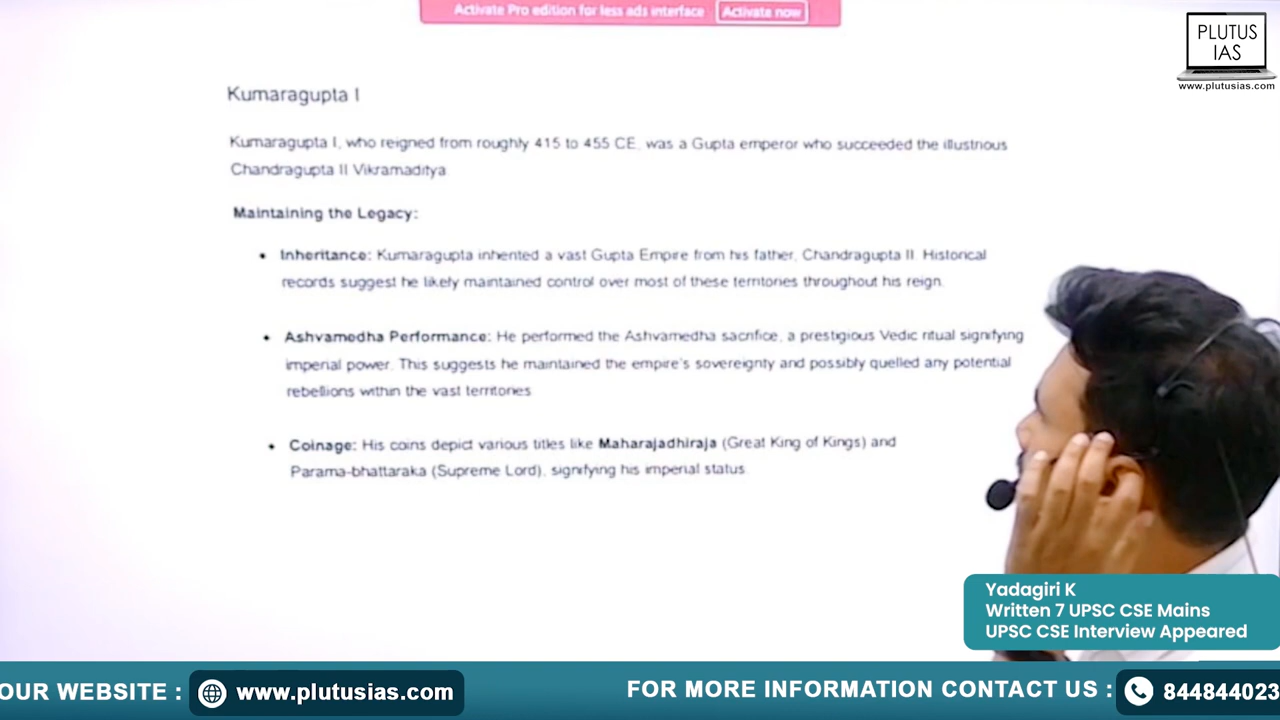 Activate Pro edition for less ads interface Activate now
PLUTUS
IAS
www.plutusias.com
Kumaragupta I
Kumaragupta I, who reigned from roughly 415 to 455 CE, was a Gupta emperor who succeeded the illustrious
Chandragupta II Vikramaditya.
Maintaining the Legacy:
• Inheritance: Kumaragupta inherited a vast Gupta Empire from his father, Chandragupta II. Historical
records suggest he likely maintained control over most of these territories throughout his reign.
• Ashvamedha Performance: He performed the Ashvamedha sacrifice, a prestigious Vedic ritual signifying
imperial power. This suggests he maintained the empire's sovereignty and possibly quelled any potential
rebellions within the vast territories.
• Coinage: His coins depict various titles like Maharajadhiraja (Great King of Kings) and
Parama-bhattaraka (Supreme Lord), signifying his imperial status.
Yadagiri K
Written 7 UPSC CSE Mains
UPSC CSE Interview Appeared
OUR WEBSITE : www.plutusias.com FOR MORE INFORMATION CONTACT US : 844844023